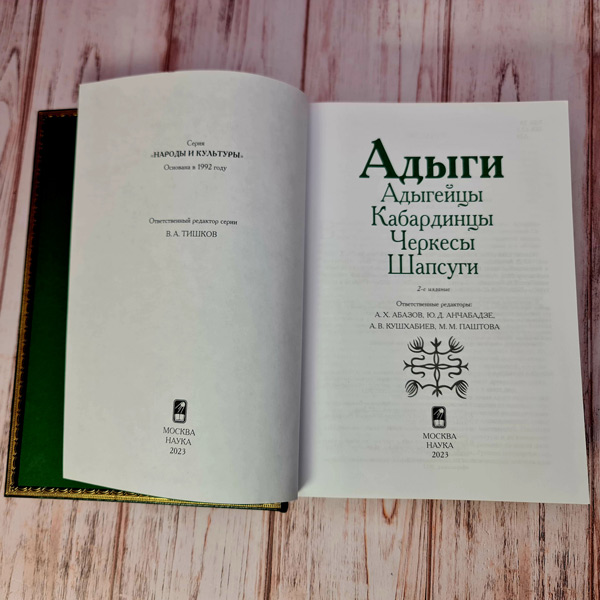 Серия
«НАРОДЫ И КУЛЬТУРЫ»
Основана в 1992 году
Ответственный редактор серии
В. А. ТИШКОВ
МОСКВА
НАУКА
2023
Адыги
Адыгейцы
Кабардинцы
Черкесы
Шапсуги
2-е издание
Ответственные редакторы:
А. Х. АБАЗОВ, Ю. Д. АНЧАБАДЗЕ,
А. В. КУШХАБИЕВ, М. М. ПАШТОВА
МОСКВА
НАУКА
2023